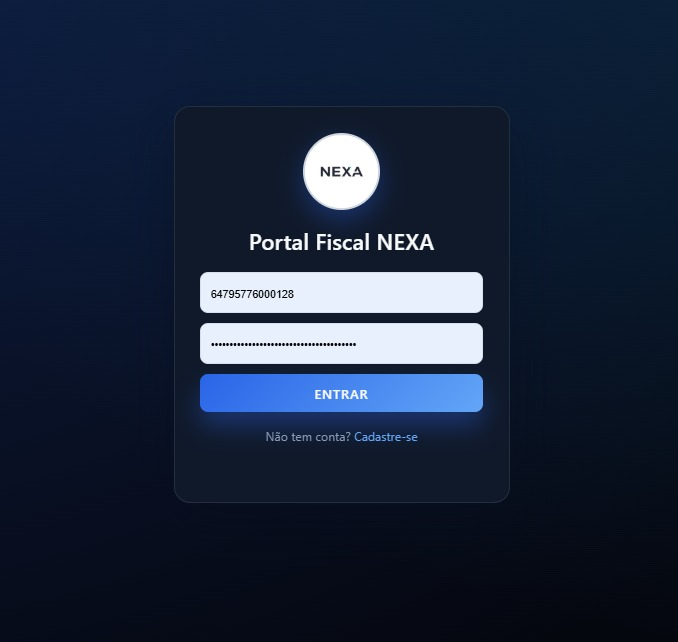 NEXA
Portal Fiscal NEXA
64795776000128
••••••••••••••••••••••••••••••••••••••••
ENTRAR
Não tem conta? Cadastre-se